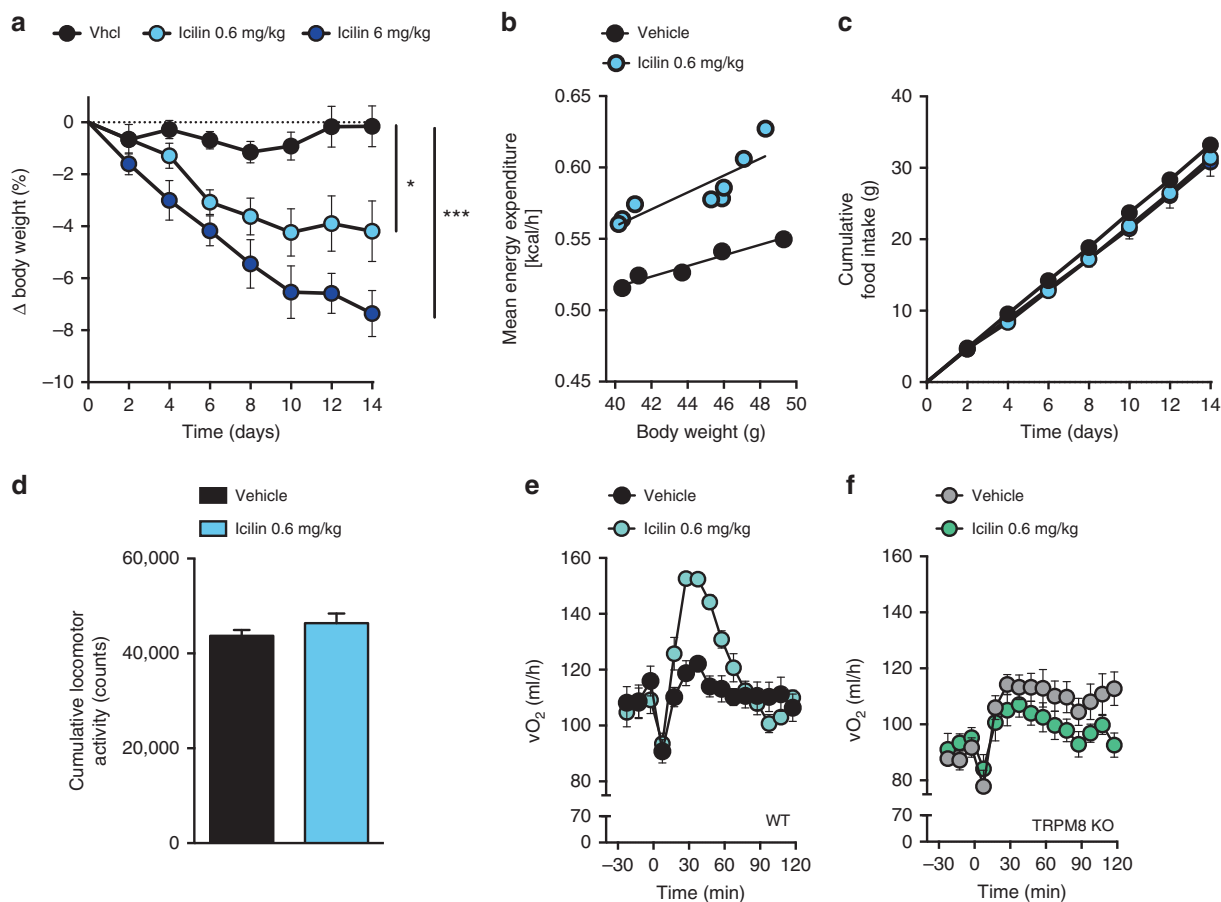 a
Vhcl Icilin 0.6 mg/kg Icilin 6 mg/kg
0
−2
−4
−6
−8
−10
Δ body weight (%)
*
***
0 2 4 6 8 10 12 14
Time (days)
b
Vehicle
Icilin 0.6 mg/kg
0.65
0.60
0.55
0.50
0.45
Mean energy expenditure
[kcal/h]
40 42 44 46 48 50
Body weight (g)
c
40
30
20
10
0
Cumulative
food intake (g)
0 2 4 6 8 10 12 14
Time (days)
d
Vehicle
Icilin 0.6 mg/kg
60,000
40,000
20,000
0
Cumulative locomotor
activity (counts)
e
Vehicle
Icilin 0.6 mg/kg
160
140
120
100
80
70
0
vO2 (ml/h)
WT
−30 0 30 60 90 120
Time (min)
f
Vehicle
Icilin 0.6 mg/kg
160
140
120
100
80
70
0
vO2 (ml/h)
TRPM8 KO
−30 0 30 60 90 120
Time (min)